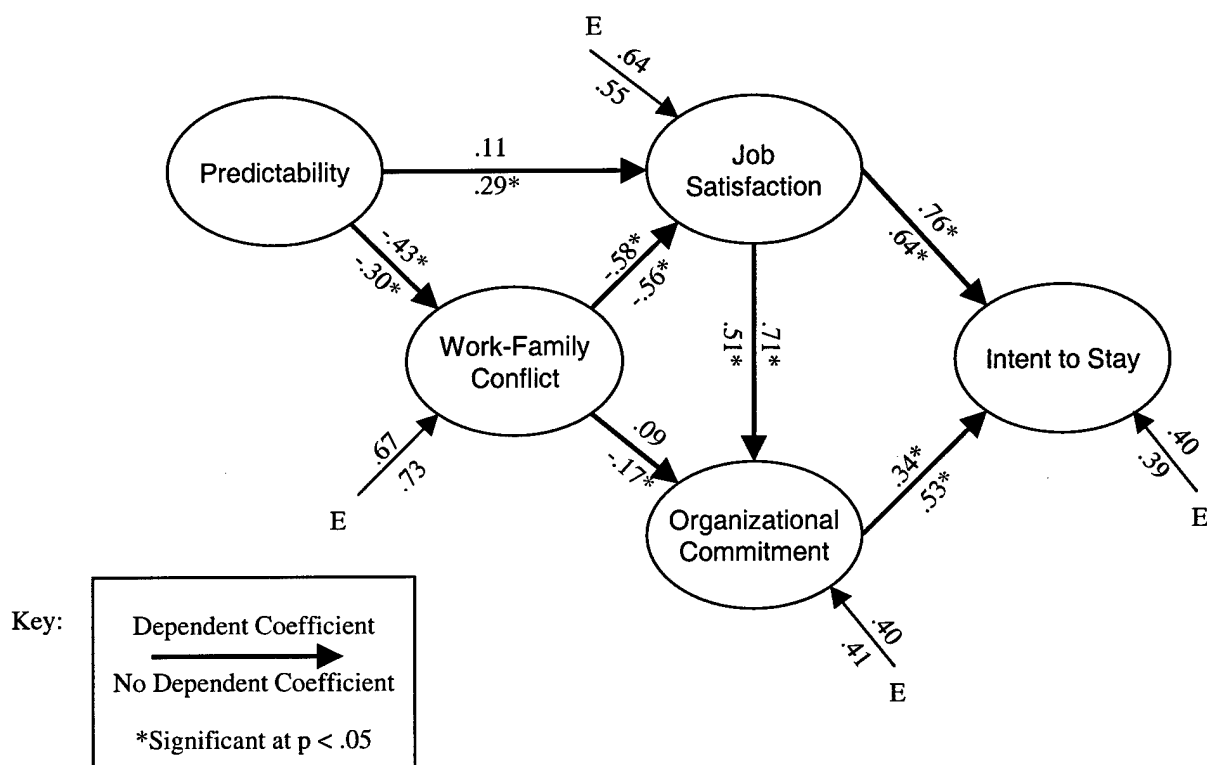 E
.64
.55
Predictability
.11
.29*
Job
Satisfaction
-.43*
-.30*
-.58*
-.56*
.76*
.64*
Work-Family
Conflict
.71*
.51*
Intent to Stay
.67
.73
E
.09
-.17*
.34*
.53*
.40
.39
E
Organizational
Commitment
.40
.41
E
Key:
Dependent Coefficient
No Dependent Coefficient
*Significant at p < .05